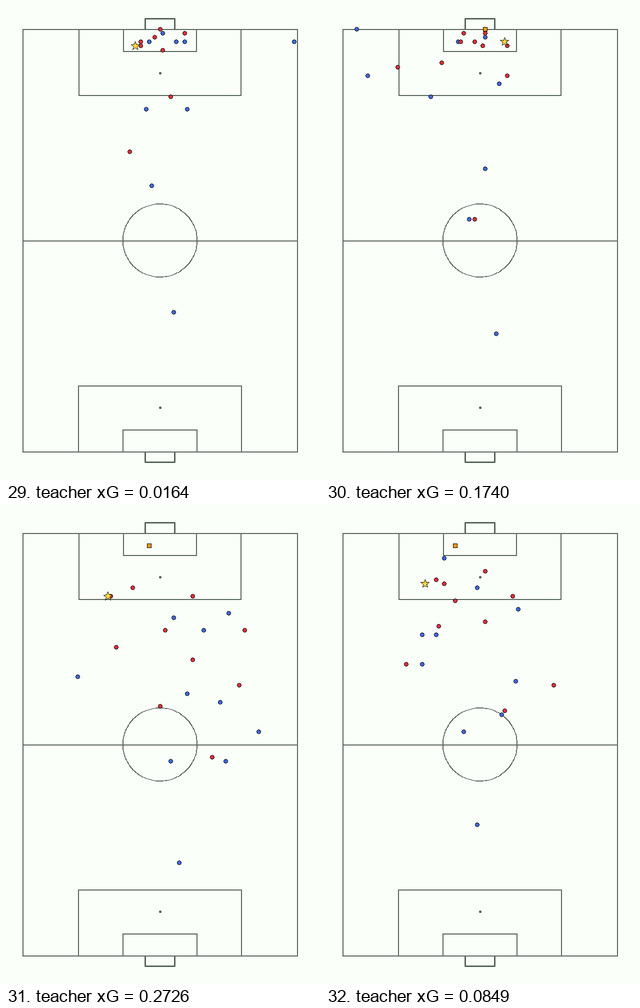 29. teacher xG = 0.0164
30. teacher xG = 0.1740
31. teacher xG = 0.2726
32. teacher xG = 0.0849